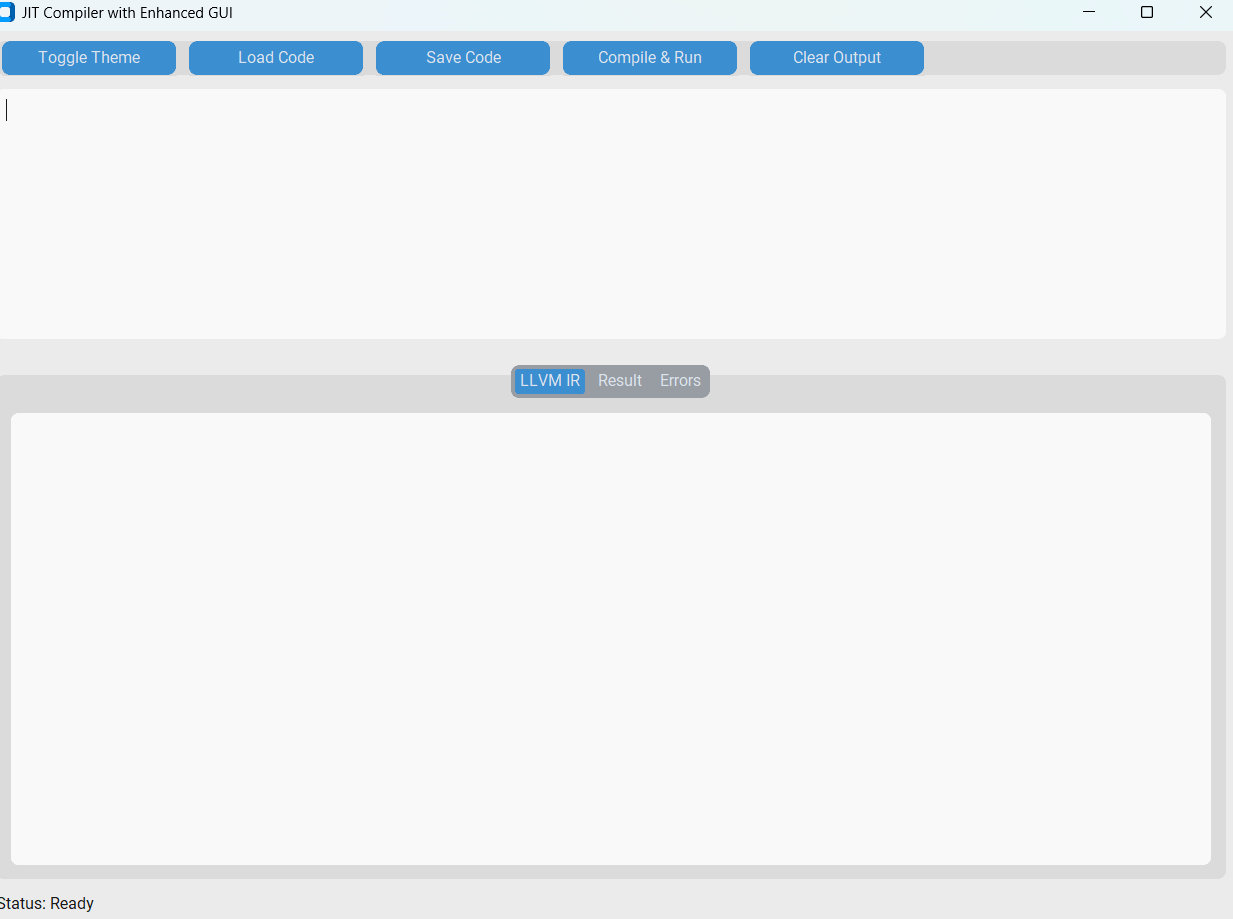 JIT Compiler with Enhanced GUI
Toggle Theme Load Code Save Code Compile & Run Clear Output
LLVM IR Result Errors
Status: Ready